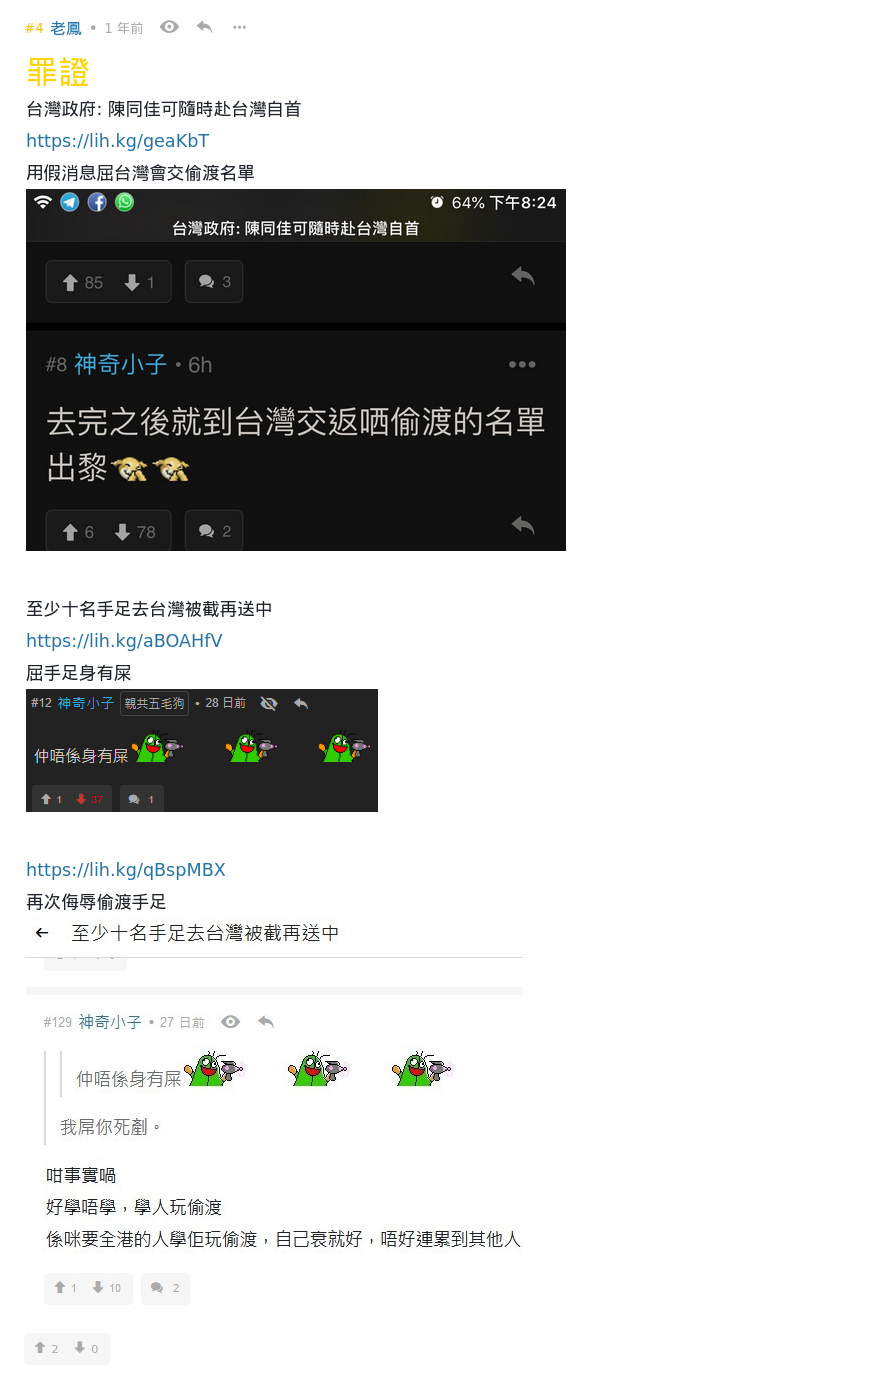 #4 老鳳 • 1 年前
罪證
台灣政府: 陳同佳可隨時赴台灣自首
https://lih.kg/geaKbT
用假消息屈台灣會交偷渡名單
64% 下午8:24
台灣政府: 陳同佳可隨時赴台灣自首
85 1 3
#8 神奇小子 • 6h
去完之後就到台灣交返哂偷渡的名單
出黎
6 78 2
至少十名手足去台灣被截再送中
https://lih.kg/aBOAHfV
屈手足身有屎
#12 神奇小子 親共五毛狗 • 28 日前
仲唔係身有屎
1 37 1
https://lih.kg/qBspMBX
再次侮辱偷渡手足
← 至少十名手足去台灣被截再送中
#129 神奇小子 • 27 日前
仲唔係身有屎
我屌你死剷。
咁事實喎
好學唔學，學人玩偷渡
係咪要全港的人學佢玩偷渡，自己衰就好，唔好連累到其他人
1 10 2
2 0